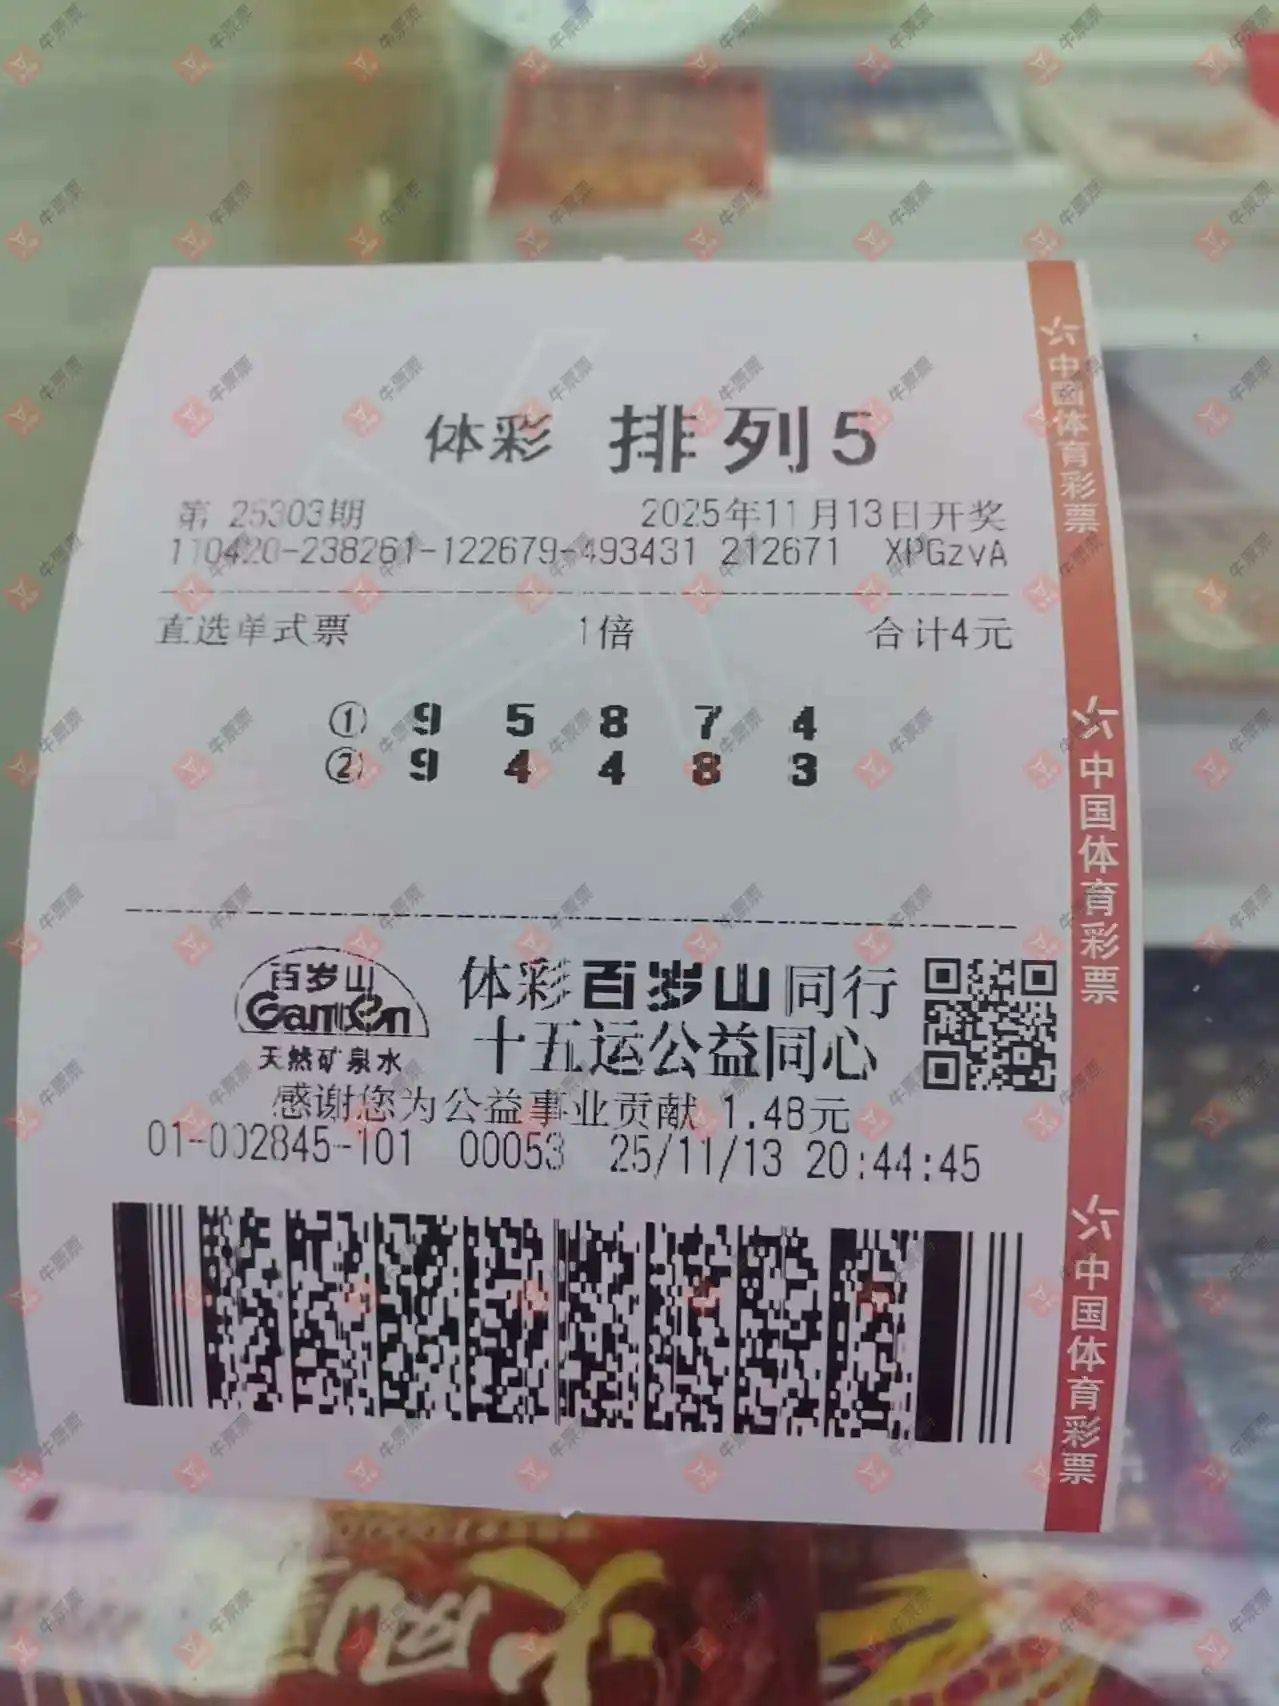 体彩 排列5
第 25303期 2025年11月13日开奖
110420-238261-122679-493431 212671 XPGzvA
直选单式票 1倍 合计4元
① 9 5 8 7 4
② 9 4 4 8 3
百岁山
Ganten
天然矿泉水
体彩百岁山同行
十五运公益同心
感谢您为公益事业贡献 1.48元
01-002845-101 00053 25/11/13 20:44:45
中国体育彩票
中国体育彩票
中国体育彩票
牛票票